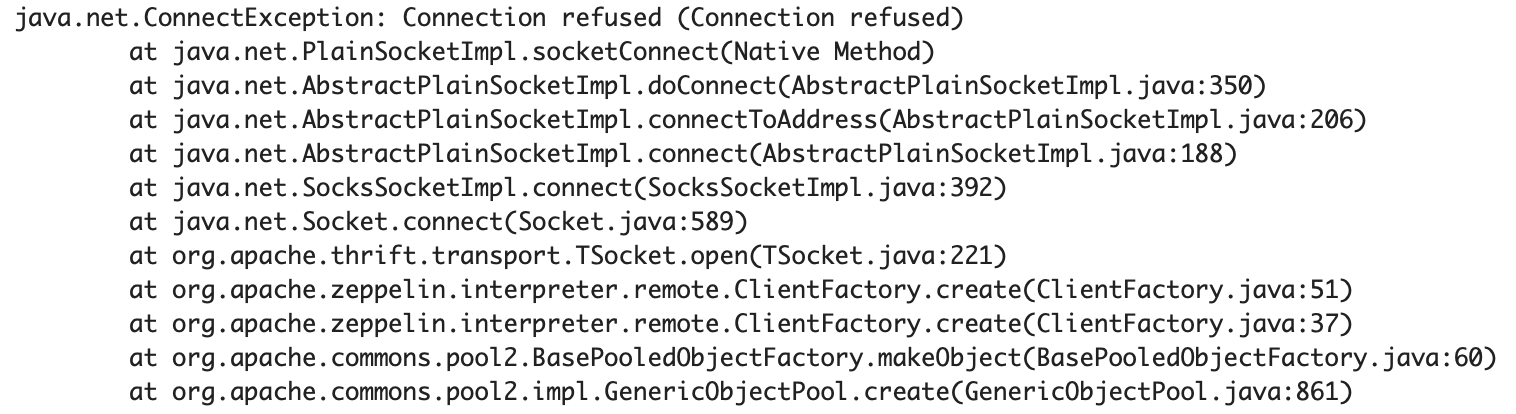 java.net.ConnectException: Connection refused (Connection refused)
at java.net.PlainSocketImpl.socketConnect(Native Method)
at java.net.AbstractPlainSocketImpl.doConnect(AbstractPlainSocketImpl.java:350)
at java.net.AbstractPlainSocketImpl.connectToAddress(AbstractPlainSocketImpl.java:206)
at java.net.AbstractPlainSocketImpl.connect(AbstractPlainSocketImpl.java:188)
at java.net.SocksSocketImpl.connect(SocksSocketImpl.java:392)
at java.net.Socket.connect(Socket.java:589)
at org.apache.thrift.transport.TSocket.open(TSocket.java:221)
at org.apache.zeppelin.interpreter.remote.ClientFactory.create(ClientFactory.java:51)
at org.apache.zeppelin.interpreter.remote.ClientFactory.create(ClientFactory.java:37)
at org.apache.commons.pool2.BasePooledObjectFactory.makeObject(BasePooledObjectFactory.java:60)
at org.apache.commons.pool2.impl.GenericObjectPool.create(GenericObjectPool.java:861)